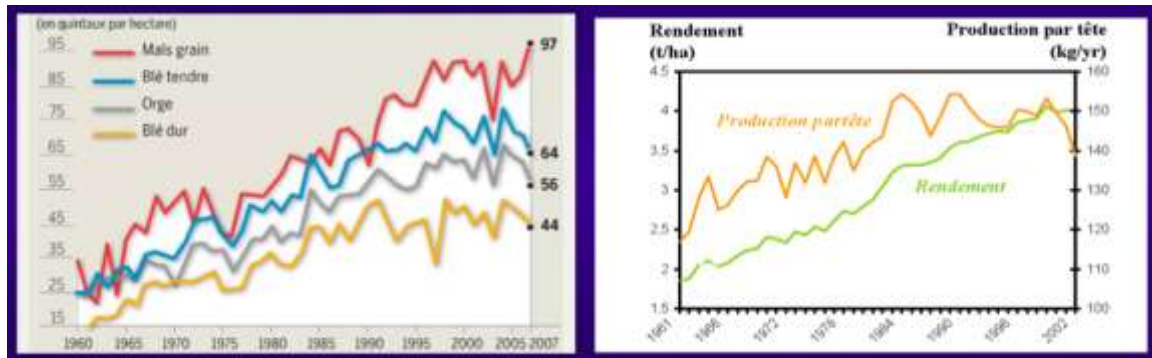 (en quintaux par hectare)
95
85
75
65
55
45
35
25
15
Maïs grain
Blé tendre
Orge
Blé dur
97
64
56
44
1960 1965 1970 1975 1980 1985 1990 1995 2000 2005 2007
Rendement
(t/ha)
Production par tête
(kg/yr)
4.5
4
3.5
3
2.5
2
1.5
160
150
140
130
120
110
100
Production partête
Rendement
1961 1966 1972 1978 1984 1990 1996 2002